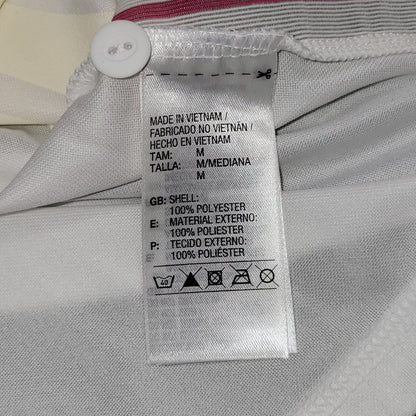 MADE IN VIETNAM /
FABRICADO NO VIETNÁN /
HECHO EN VIETNAM
TAM: M
TALLA: M/MEDIANA
M
GB: SHELL:
100% POLYESTER
E: MATERIAL EXTERNO:
100% POLIESTER
P: TECIDO EXTERNO:
100% POLIÉSTER
40